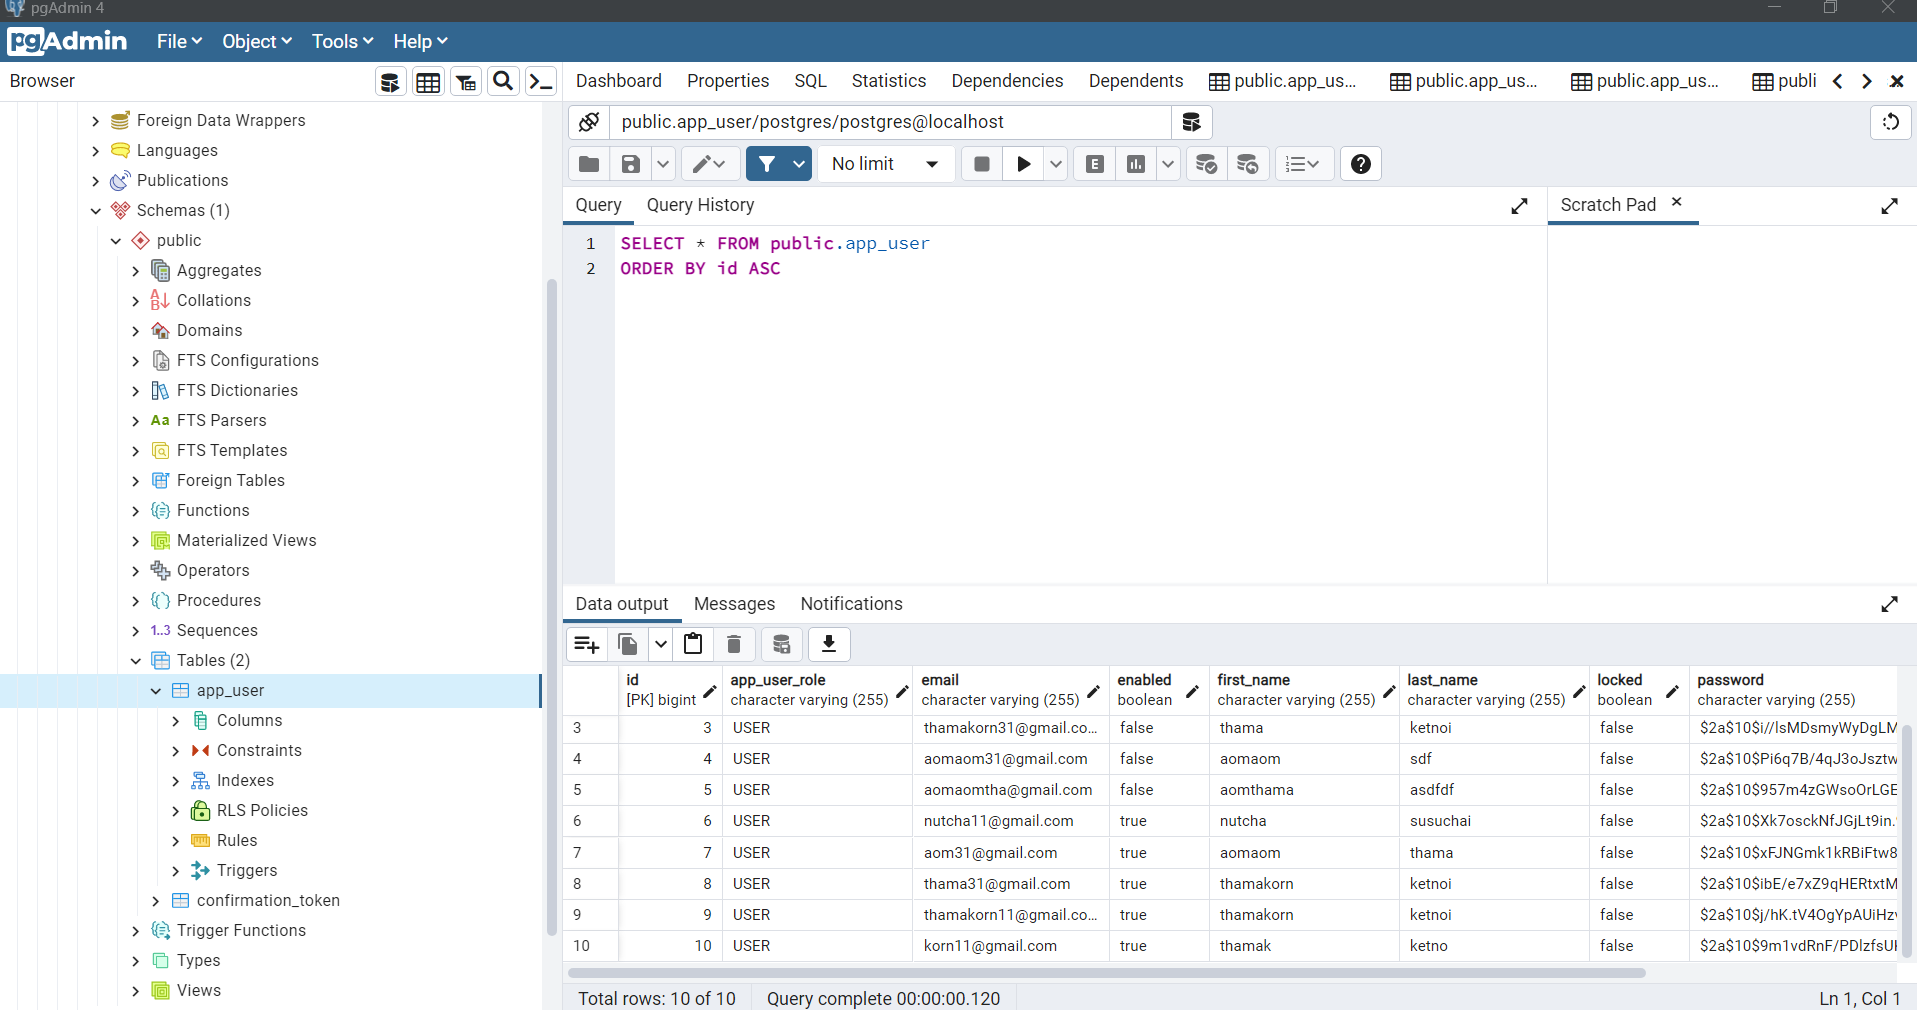 pgAdmin 4
pgAdmin File Object Tools Help
Browser
Dashboard Properties SQL Statistics Dependencies Dependents public.app_us... public.app_us... public.app_us... publi
Foreign Data Wrappers
Languages
Publications
Schemas (1)
public
Aggregates
Collations
Domains
FTS Configurations
FTS Dictionaries
Aa FTS Parsers
FTS Templates
Foreign Tables
Functions
Materialized Views
Operators
Procedures
1..3 Sequences
Tables (2)
app_user
Columns
Constraints
Indexes
RLS Policies
Rules
Triggers
confirmation_token
Trigger Functions
Types
Views
public.app_user/postgres/postgres@localhost
No limit E
Query Query History
Scratch Pad
1 SELECT * FROM public.app_user
2 ORDER BY id ASC
Data output Messages Notifications
id app_user_role email enabled first_name last_name locked password
[PK] bigint character varying (255) character varying (255) boolean character varying (255) character varying (255) boolean character varying (255)
3 3 USER thamakorn31@gmail.co... false thama ketnoi false $2a$10$i//lsMDsmyWyDgLM
4 4 USER aomaom31@gmail.com false aomaom sdf false $2a$10$Pi6q7B/4qJ3oJsztw
5 5 USER aomaomtha@gmail.com false aomthama asdfdf false $2a$10$957m4zGWsoOrLGE
6 6 USER nutcha11@gmail.com true nutcha susuchai false $2a$10$Xk7osckNfJGjLt9in.
7 7 USER aom31@gmail.com true aomaom thama false $2a$10$xFJNGmk1kRBiFtw8
8 8 USER thama31@gmail.com true thamakorn ketnoi false $2a$10$ibE/e7xZ9qHERtxtM
9 9 USER thamakorn11@gmail.co... true thamakorn ketnoi false $2a$10$j/hK.tV4OgYpAUiHz
10 10 USER korn11@gmail.com true thamak ketno false $2a$10$9m1vdRnF/PDlzfsU
Total rows: 10 of 10 Query complete 00:00:00.120 Ln 1, Col 1